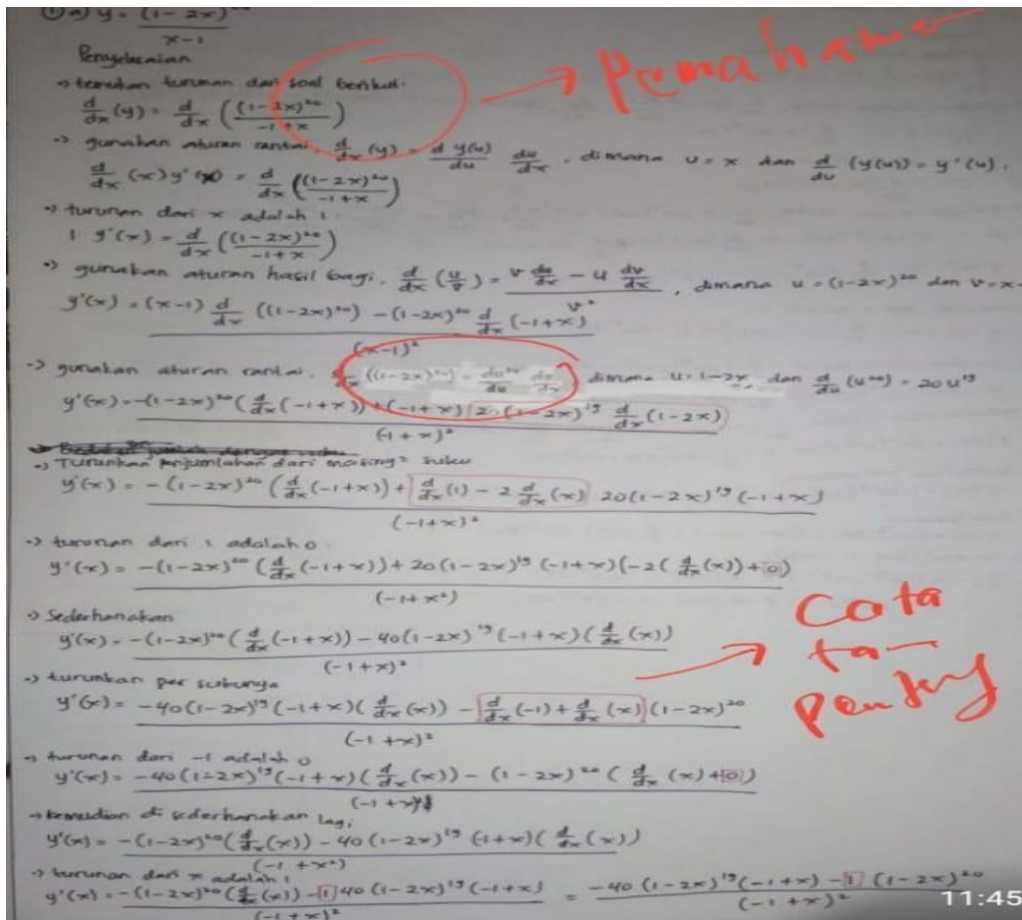 ① a) y = (1-2x)²⁰ / x-1
Penyelesaian
→ temukan turunan dari soal berikut.
d/dx (y) = d/dx ((1-2x)²⁰ / -1+x)
→ Pemahama
→ gunakan aturan rantai, d/dx (y) = d y(u)/du du/dx, dimana u = x dan d/du (y(u)) = y'(u).
d/dx (x) y'(x) = d/dx ((1-2x)²⁰ / -1+x)
→ turunan dari x adalah 1
1 y'(x) = d/dx ((1-2x)²⁰ / -1+x)
→ gunakan aturan hasil bagi, d/dx (u/v) = v du/dx - u dv/dx / v², dimana u = (1-2x)²⁰ dan v = x-
y'(x) = (x-1) d/dx ((1-2x)²⁰) - (1-2x)²⁰ d/dx (-1+x) / (x-1)²
→ gunakan aturan rantai, d/dx ((1-2x)²⁰) = du²⁰/du du/dx, dimana u = 1-2x, dan d/du (u²⁰) = 20u¹⁹
y'(x) = -(1-2x)²⁰ (d/dx (-1+x)) + (-1+x) 20 (1-2x)¹⁹ d/dx (1-2x) / (-1+x)²
→ Turunkan penjumlahan dari masing² suku
y'(x) = -(1-2x)²⁰ (d/dx (-1+x)) + d/dx (1) - 2 d/dx (x) 20(1-2x)¹⁹ (-1+x) / (-1+x)²
→ turunan dari 1 adalah 0.
y'(x) = -(1-2x)²⁰ (d/dx (-1+x)) + 20(1-2x)¹⁹ (-1+x)(-2(d/dx (x)) + 0) / (-1+x²)
→ Sederhanakan
y'(x) = -(1-2x)²⁰ (d/dx (-1+x)) - 40(1-2x)¹⁹ (-1+x)(d/dx (x)) / (-1+x)²
Cata
ta-
→ turunkan per sukunya
y'(x) = -40(1-2x)¹⁹ (-1+x)(d/dx (x)) - d/dx (-1) + d/dx (x) (1-2x)²⁰ / (-1+x)²
→ turunan dari -1 adalah 0
y'(x) = -40(1-2x)¹⁹ (-1+x)(d/dx (x)) - (1-2x)²⁰ (d/dx (x) + 0) / (-1+x)
→ kemudian di sederhanakan lagi
y'(x) = -(1-2x)²⁰ (d/dx (x)) - 40(1-2x)¹⁹ (-1+x)(d/dx (x)) / (-1+x²)
→ turunan dari x adalah 1
y'(x) = -(1-2x)²⁰ (d/dx (x)) - 1 40 (1-2x)¹⁹ (-1+x) / (-1+x)² = -40 (1-2x)¹⁹ (-1+x) - 1 (1-2x)²⁰ / (-1+x)²
11:45